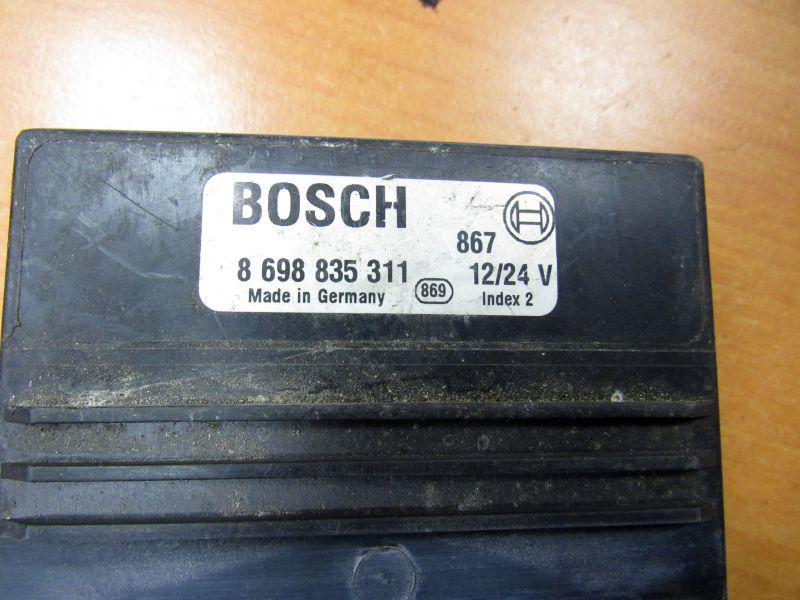 BOSCH
867
8 698 835 311 12/24 V
Made in Germany 869 Index 2